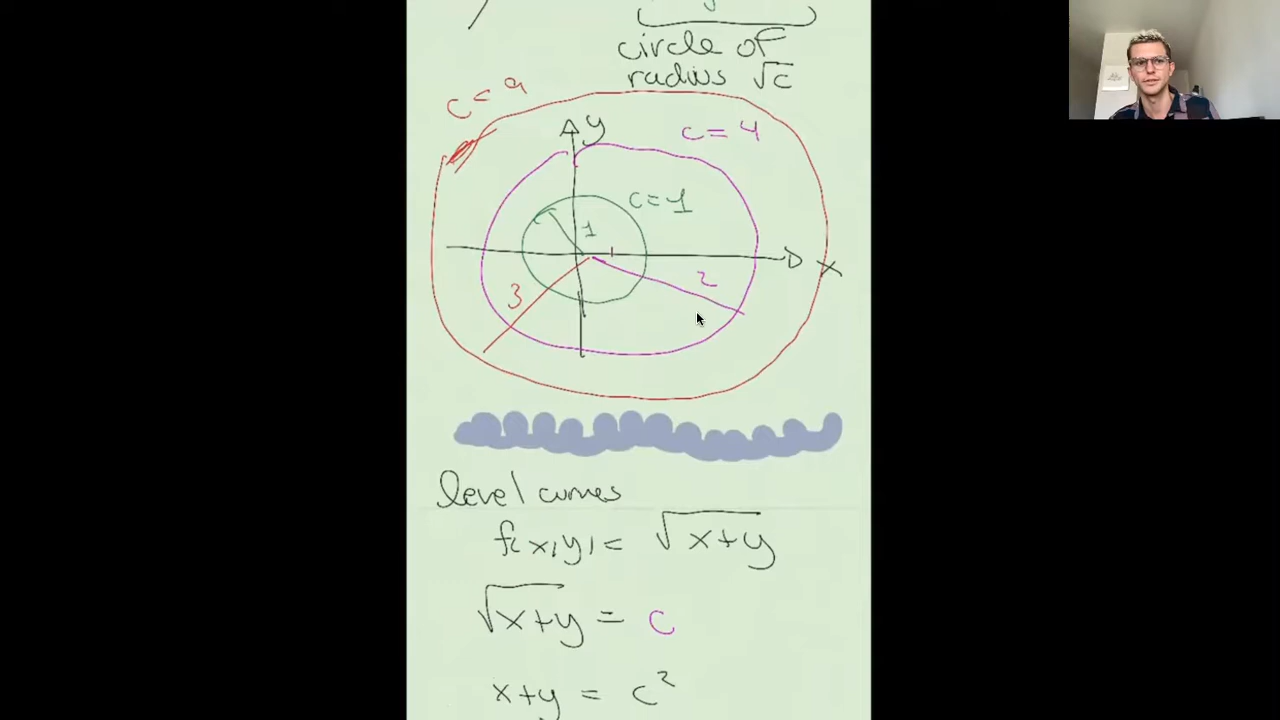 circle of
radius √c
c = 9
y
c = 4
c = 1
1
x
2
3
level curves
f(x,y) = √x+y
√x+y = c
x+y = c²